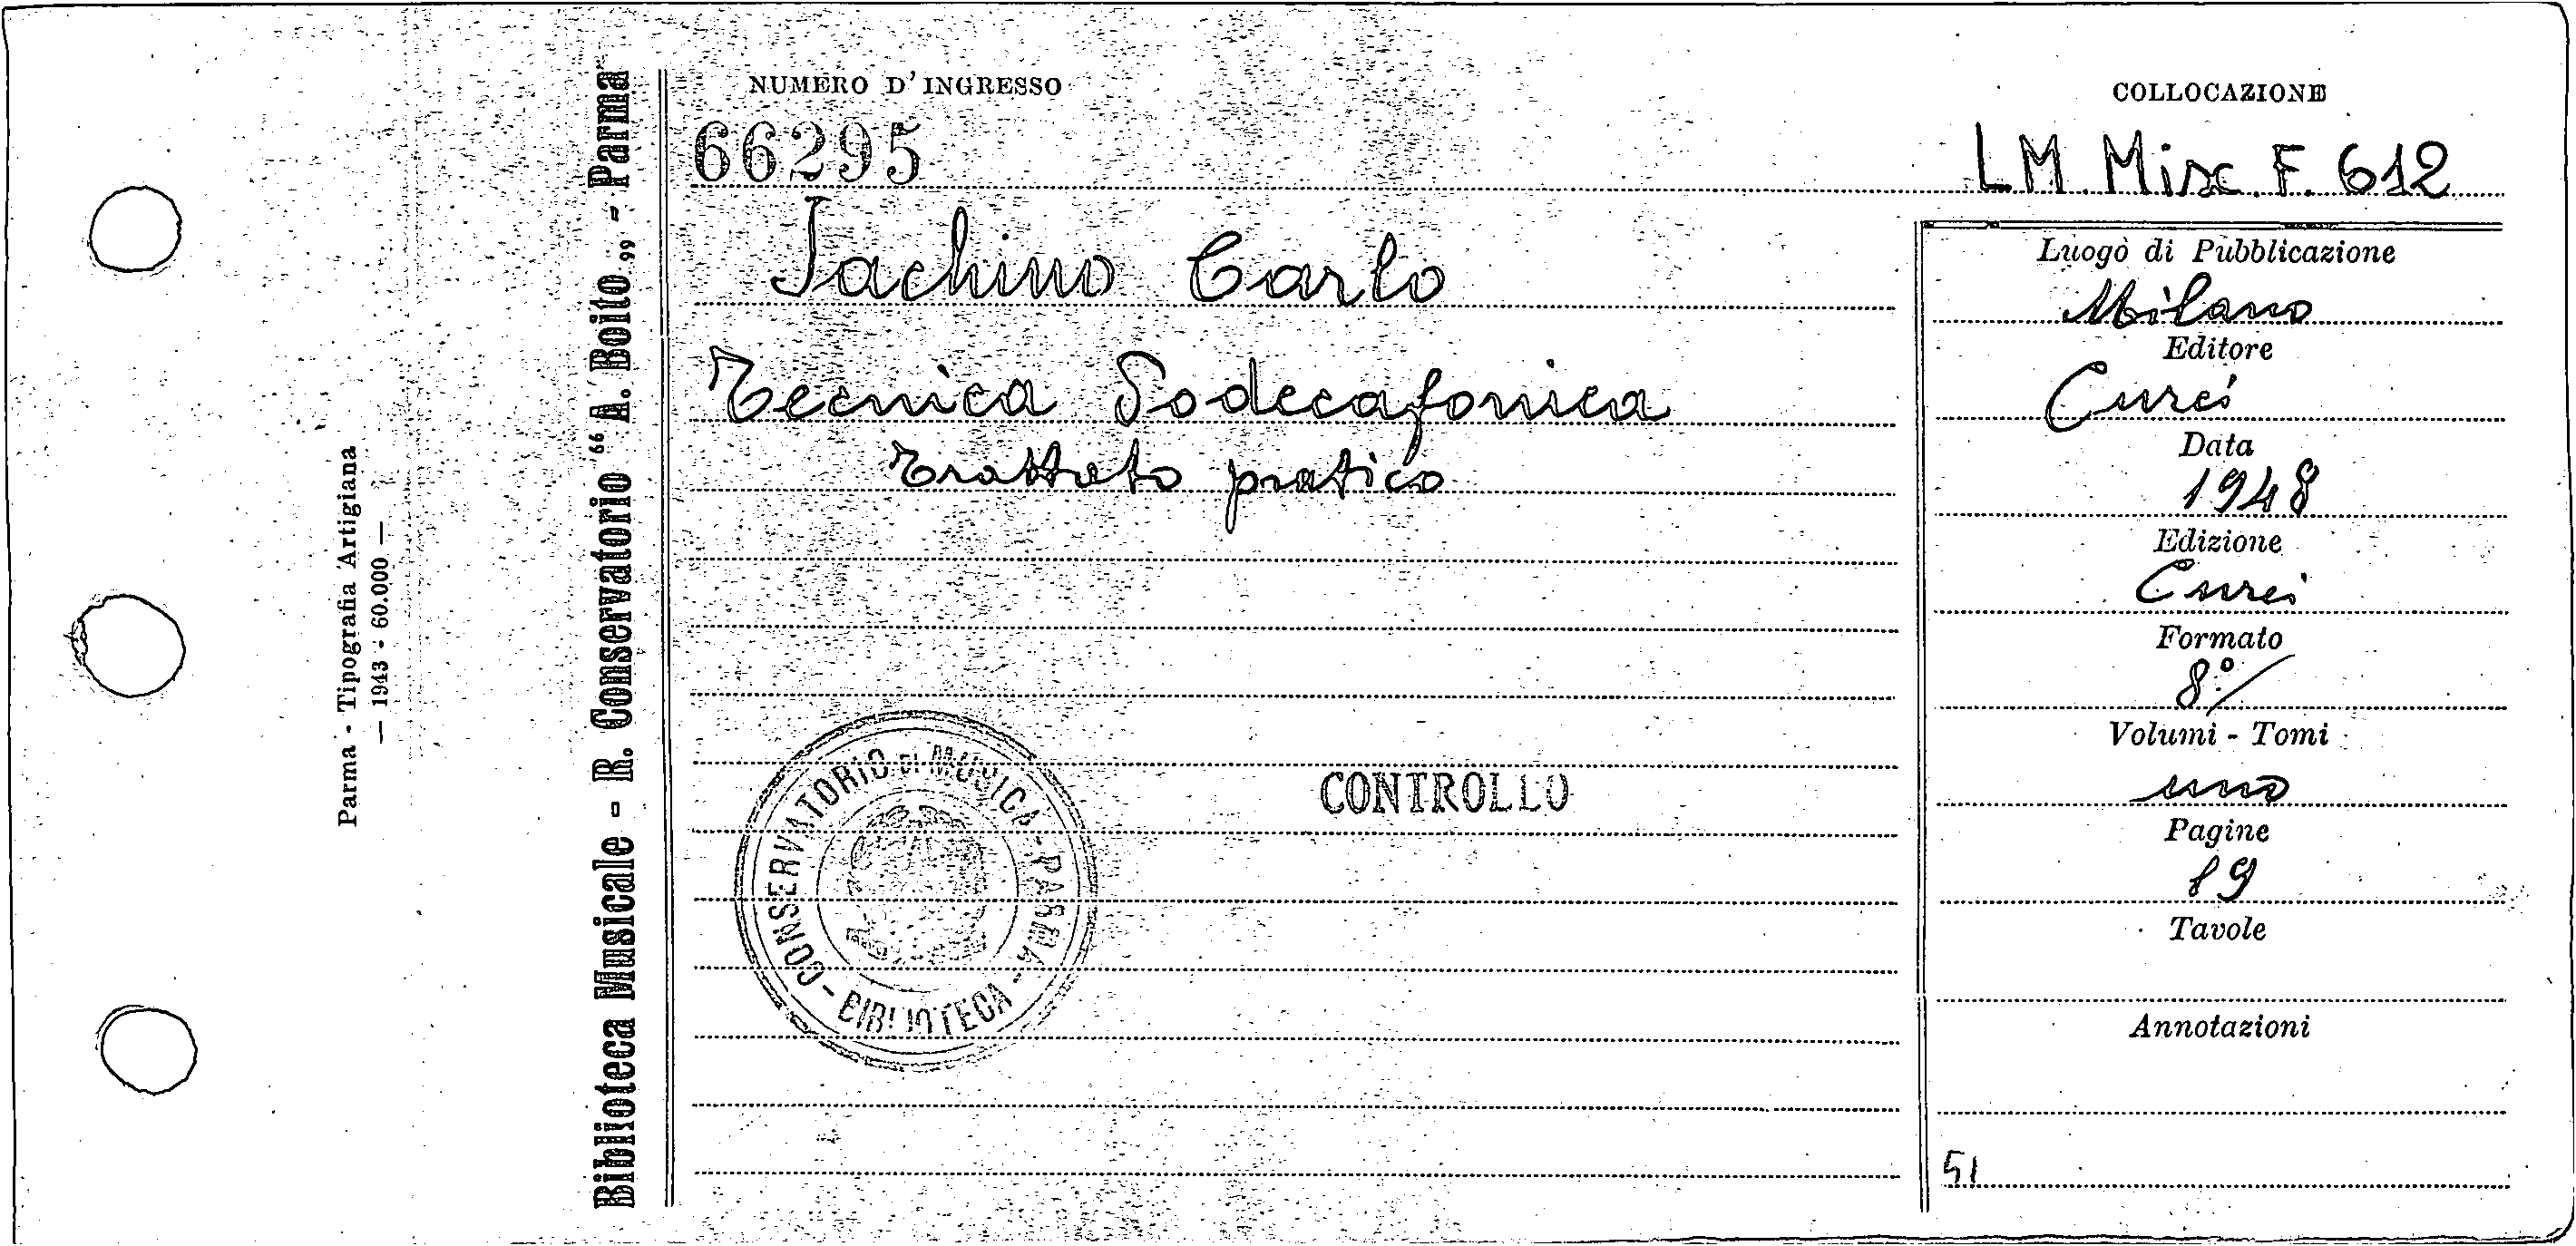 NUMERO D'INGRESSO
66295
COLLOCAZIONE
LM. Misc. F. 612
Jachino Carlo
Tecnica Dodecafonica
trattato pratico
CONTROLLO
CONSERVATORIO DI MUSICA - PARMA - BIBLIOTECA -
Luogo di Pubblicazione
Milano
Editore
Curci
Data
1948
Edizione
Curci
Formato
8º/
Volumi - Tomi
uno
Pagine
89
Tavole
Annotazioni
51
Biblioteca Musicale - R. Conservatorio “A. Boito„ - Parma
Parma - Tipografia Artigiana
— 1943 - 60.000 —